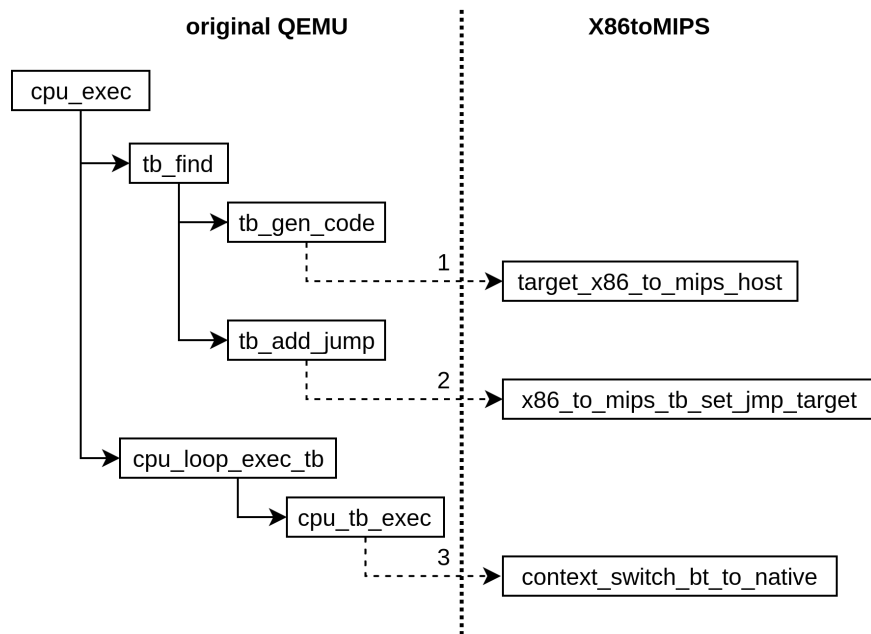 original QEMU
X86toMIPS
cpu_exec
tb_find
tb_gen_code
1
target_x86_to_mips_host
tb_add_jump
2
x86_to_mips_tb_set_jmp_target
cpu_loop_exec_tb
cpu_tb_exec
3
context_switch_bt_to_native